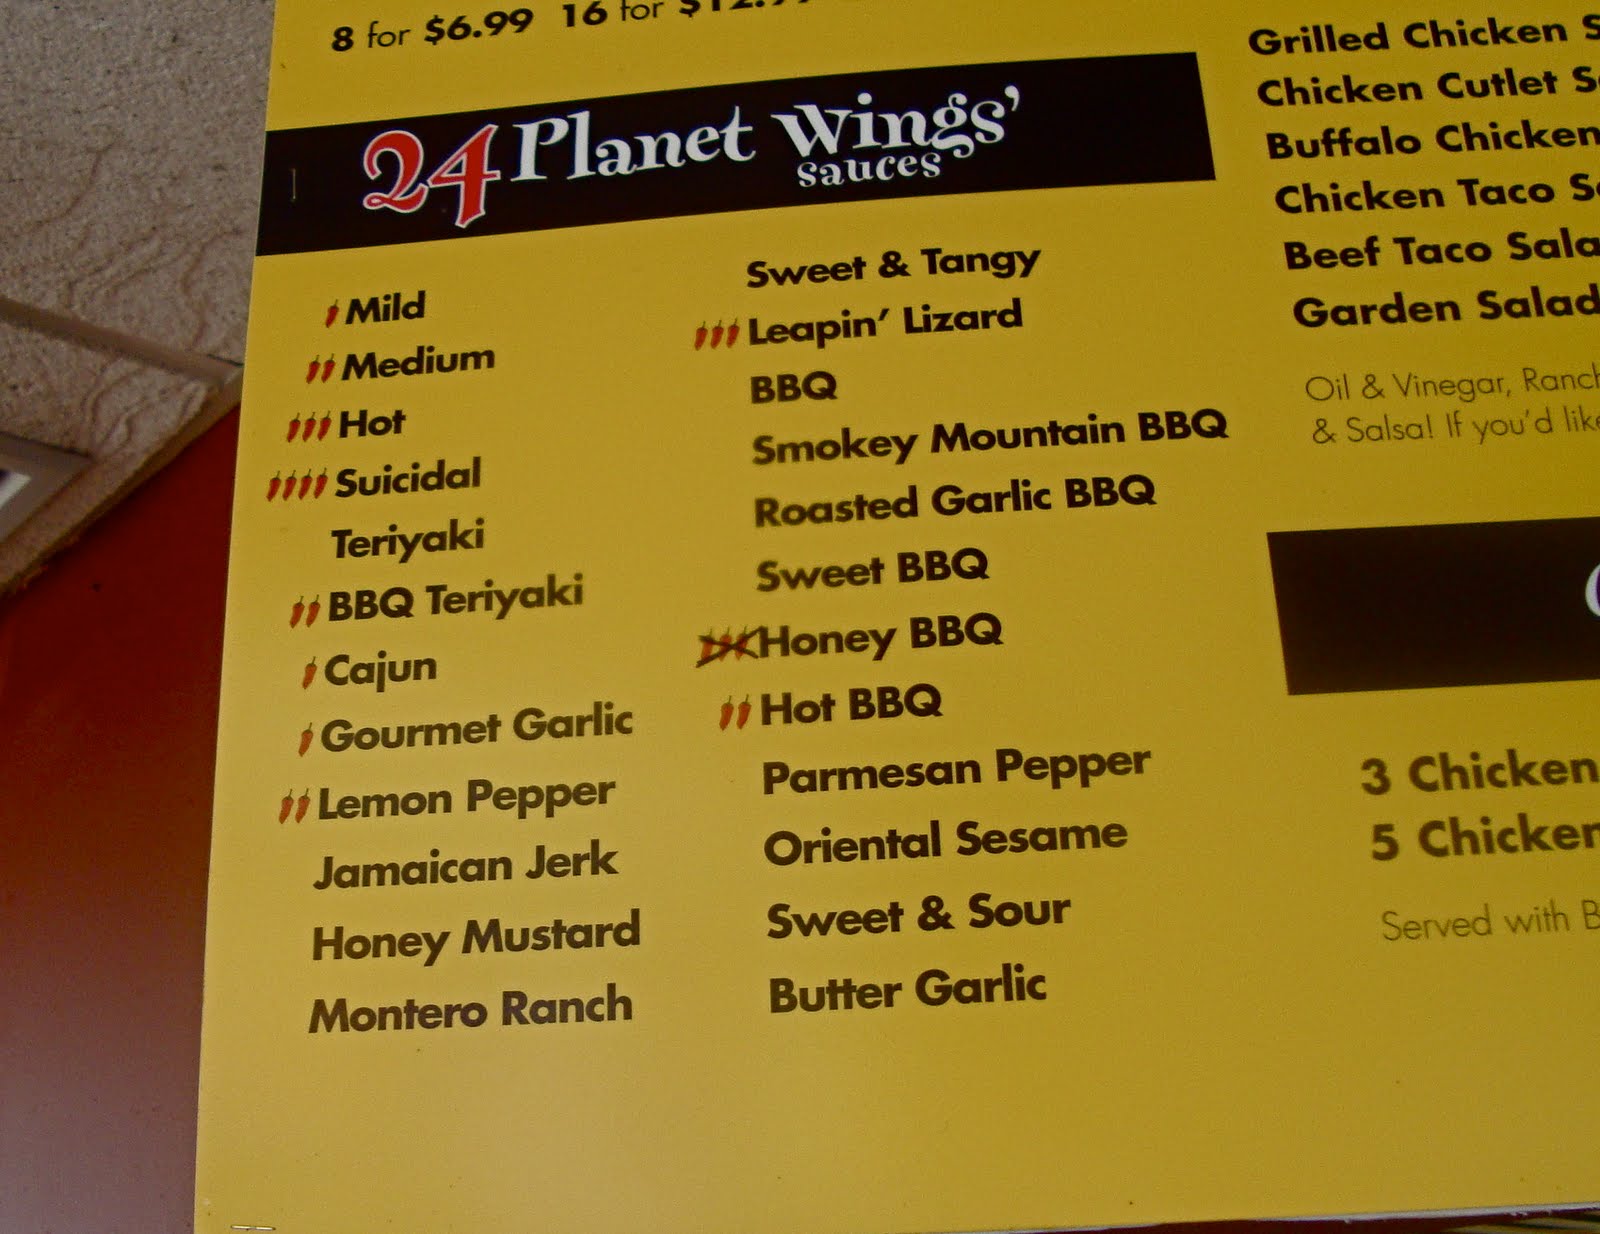 8 for $6.99 16 for
24 Planet Wings'
sauces
Mild
Medium
Hot
Suicidal
Teriyaki
BBQ Teriyaki
Cajun
Gourmet Garlic
Lemon Pepper
Jamaican Jerk
Honey Mustard
Montero Ranch
Sweet & Tangy
Leapin' Lizard
BBQ
Smokey Mountain BBQ
Roasted Garlic BBQ
Sweet BBQ
Honey BBQ
Hot BBQ
Parmesan Pepper
Oriental Sesame
Sweet & Sour
Butter Garlic
Grilled Chicken
Chicken Cutlet
Buffalo Chicken
Chicken Taco
Beef Taco Sala
Garden Salad
Oil & Vinegar, Ranch
& Salsa! If you'd like
3 Chicken
5 Chicken
Served with B